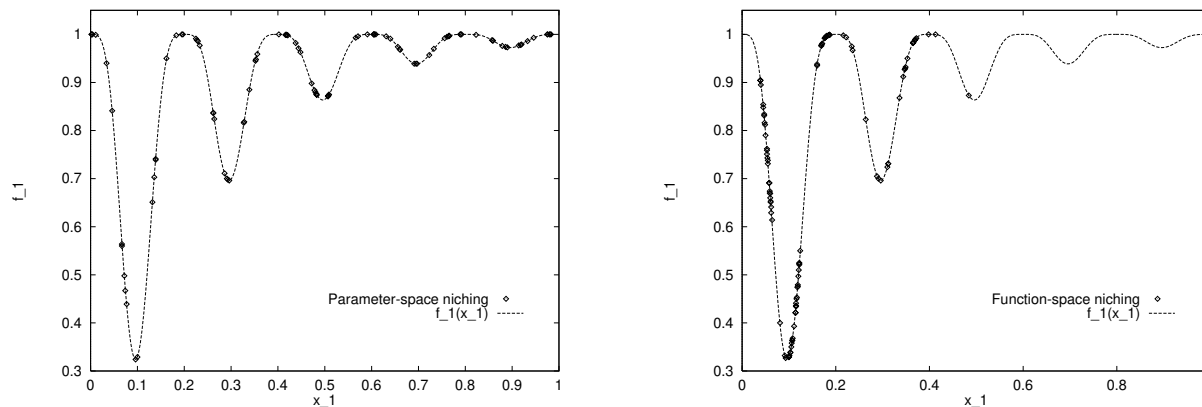 1
0.9
0.8
0.7
0.6
0.5
0.4
0.3
f_1
Parameter-space niching
f_1(x_1)
0 0.1 0.2 0.3 0.4 0.5 0.6 0.7 0.8 0.9 1
x_1
1
0.9
0.8
0.7
0.6
0.5
0.4
0.3
f_1
Function-space niching
f_1(x_1)
0 0.2 0.4 0.6 0.8
x_1